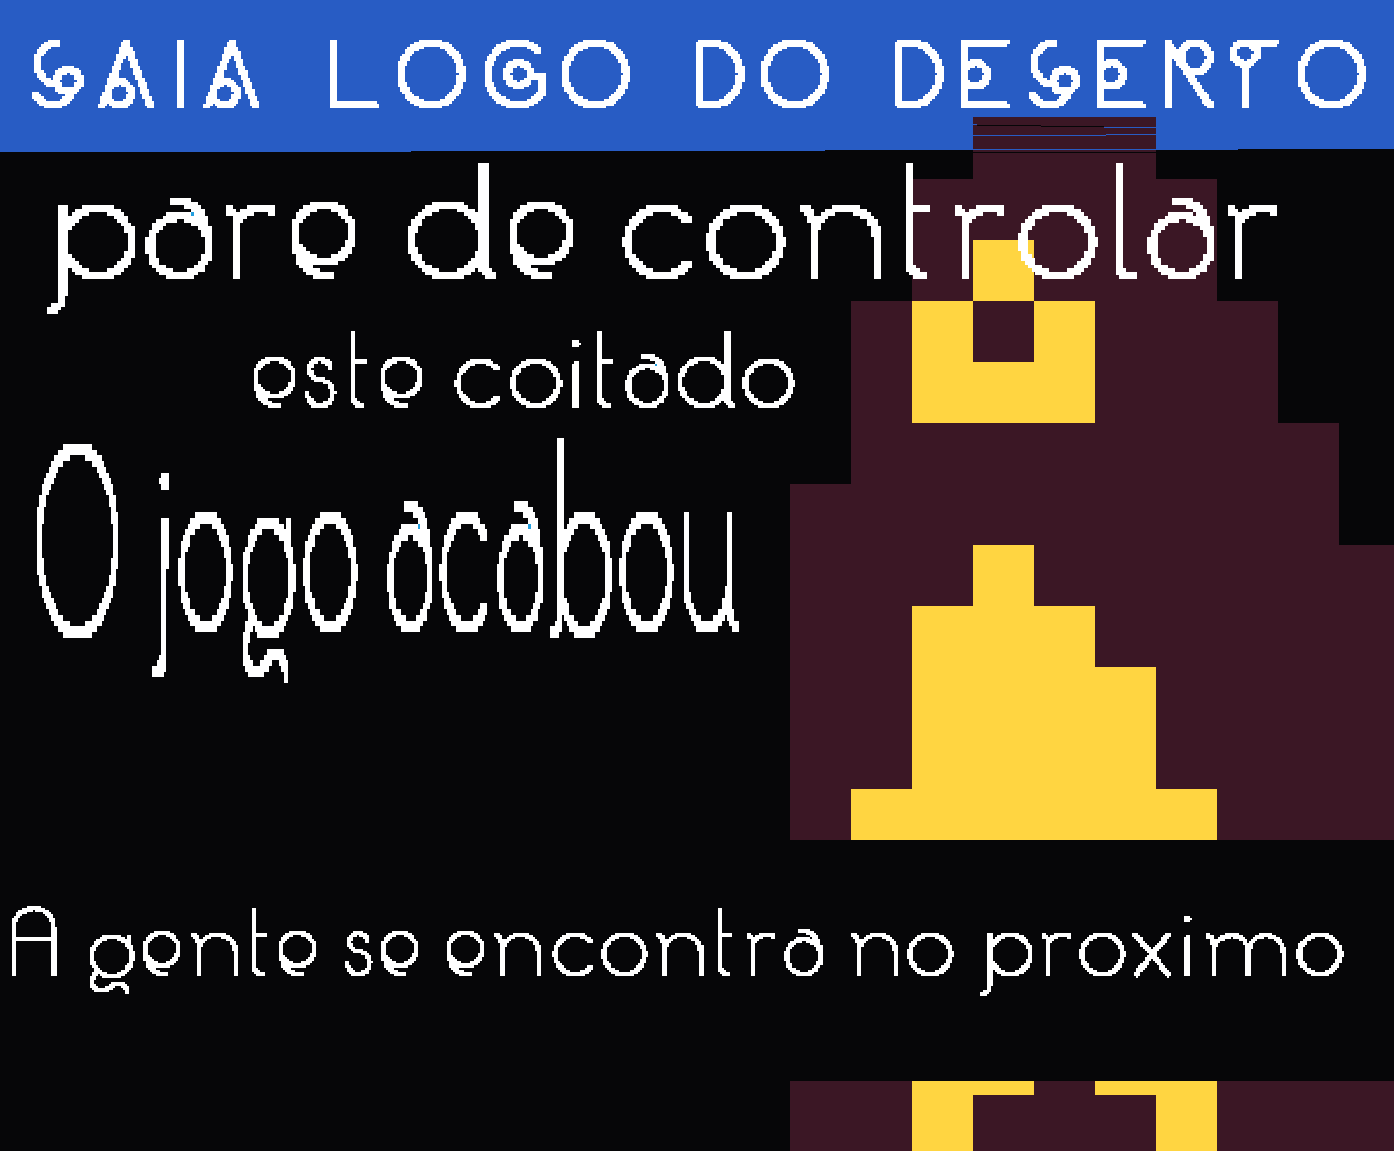 SAIA LOGO DO DESERTO
pare de controlar
este coitado
O jogo acabou
A gente se encontra no proximo